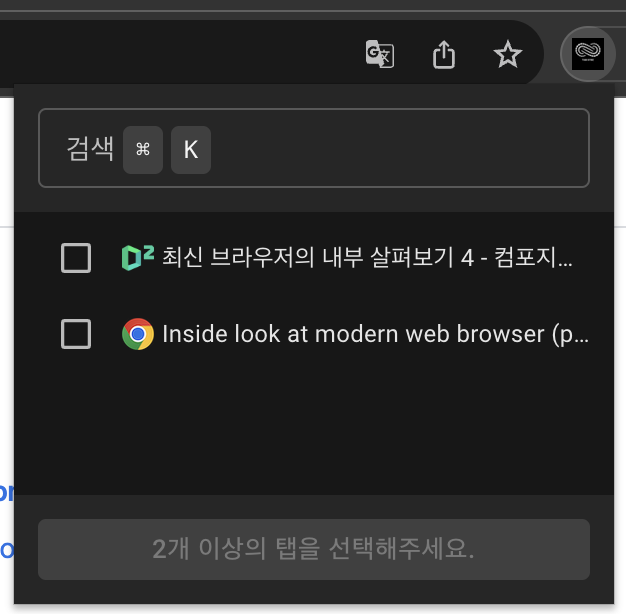 검색 ⌘ K
최신 브라우저의 내부 살펴보기 4 - 컴포지...
Inside look at modern web browser (p...
2개 이상의 탭을 선택해주세요.